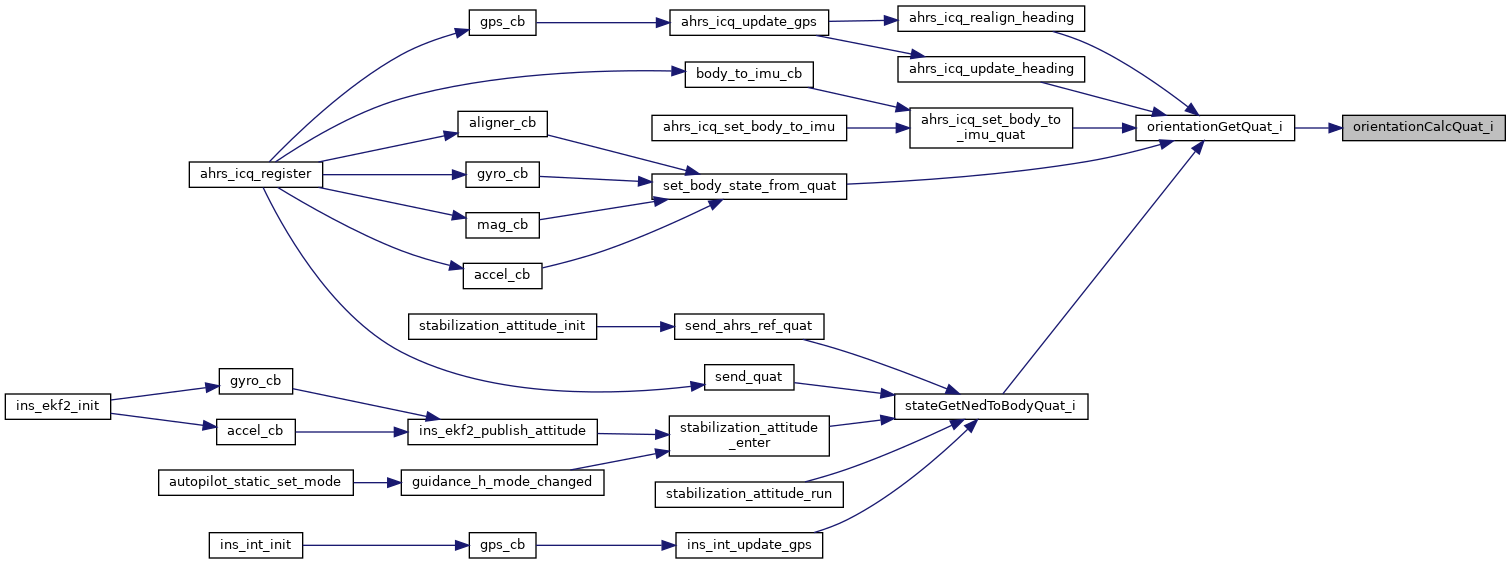 gps_cb
ahrs_icq_update_gps
ahrs_icq_realign_heading
ahrs_icq_update_heading
body_to_imu_cb
aligner_cb
ahrs_icq_set_body_to_imu
ahrs_icq_set_body_to
_imu_quat
orientationGetQuat_i
orientationCalcQuat_i
ahrs_icq_register
gyro_cb
set_body_state_from_quat
mag_cb
accel_cb
stabilization_attitude_init
send_ahrs_ref_quat
send_quat
gyro_cb
ins_ekf2_init
stateGetNedToBodyQuat_i
accel_cb
ins_ekf2_publish_attitude
stabilization_attitude
_enter
autopilot_static_set_mode
guidance_h_mode_changed
stabilization_attitude_run
ins_int_init
gps_cb
ins_int_update_gps